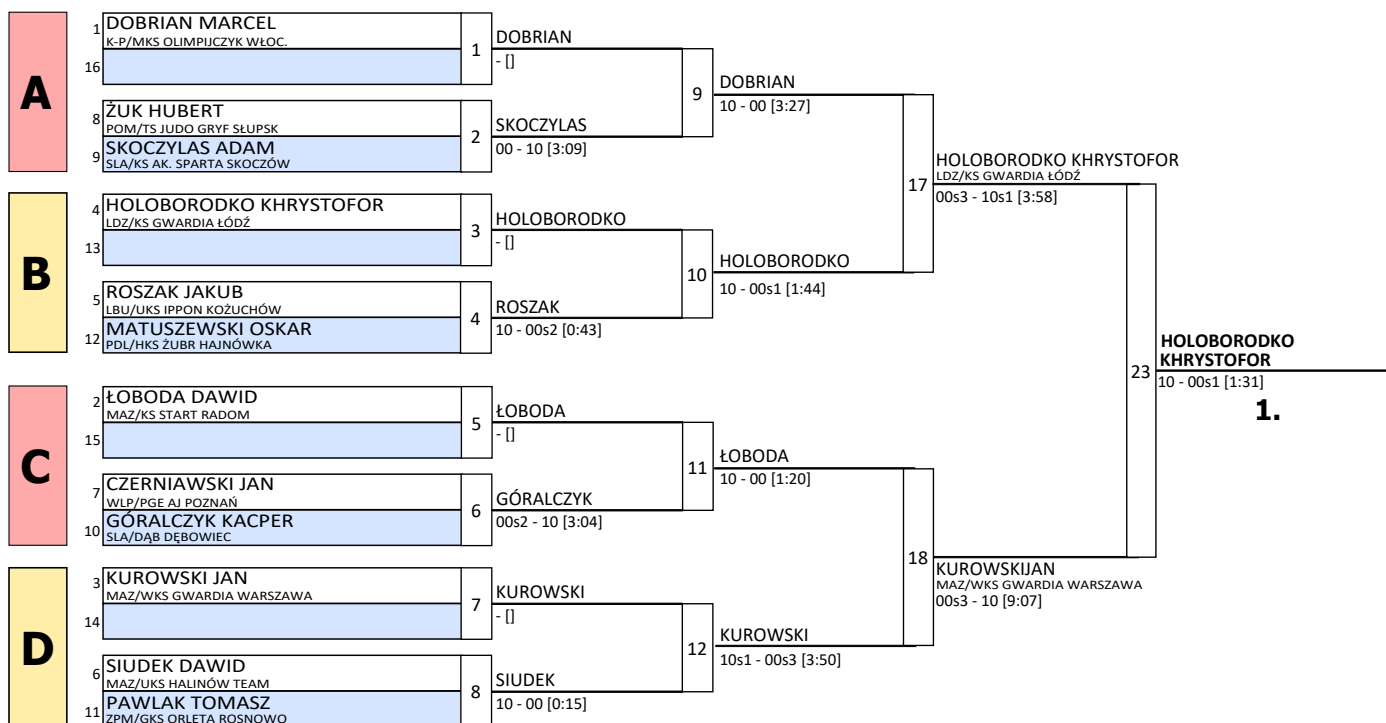 A
1 DOBRIAN MARCEL
K-P/MKS OLIMPIJCZYK WŁOC.
16
1
8 ŻUK HUBERT
POM/TS JUDO GRYF SŁUPSK
9 SKOCZYLAS ADAM
SLA/KS AK. SPARTA SKOCZÓW
2
B
4 HOLOBORODKO KHRYSTOFOR
LDZ/KS GWARDIA ŁÓDŹ
13
3
5 ROSZAK JAKUB
LBU/UKS IPPON KOŻUCHÓW
12 MATUSZEWSKI OSKAR
PDL/HKS ŻUBR HAJNÓWKA
4
C
2 ŁOBODA DAWID
MAZ/KS START RADOM
15
5
7 CZERNIAWSKI JAN
WLP/PGE AJ POZNAŃ
10 GÓRALCZYK KACPER
SLA/DĄB DĘBOWIEC
6
D
3 KUROWSKI JAN
MAZ/WKS GWARDIA WARSZAWA
14
7
6 SIUDEK DAWID
MAZ/UKS HALINÓW TEAM
11 PAWLAK TOMASZ
ZPM/GKS ORLETA ROSNOWO
8
DOBRIAN
- []
SKOCZYLAS
00 - 10 [3:09]
9
HOLOBORODKO
- []
ROSZAK
10 - 00s2 [0:43]
10
ŁOBODA
- []
GÓRALCZYK
00s2 - 10 [3:04]
11
KUROWSKI
- []
SIUDEK
10 - 00 [0:15]
12
DOBRIAN
10 - 00 [3:27]
HOLOBORODKO
10 - 00s1 [1:44]
17
ŁOBODA
10 - 00 [1:20]
KUROWSKI
10s1 - 00s3 [3:50]
18
HOLOBORODKO KHRYSTOFOR
LDZ/KS GWARDIA ŁÓDŹ
00s3 - 10s1 [3:58]
KUROWSKIJAN
MAZ/WKS GWARDIA WARSZAWA
00s3 - 10 [9:07]
23
HOLOBORODKO
KHRYSTOFOR
10 - 00s1 [1:31]
1.